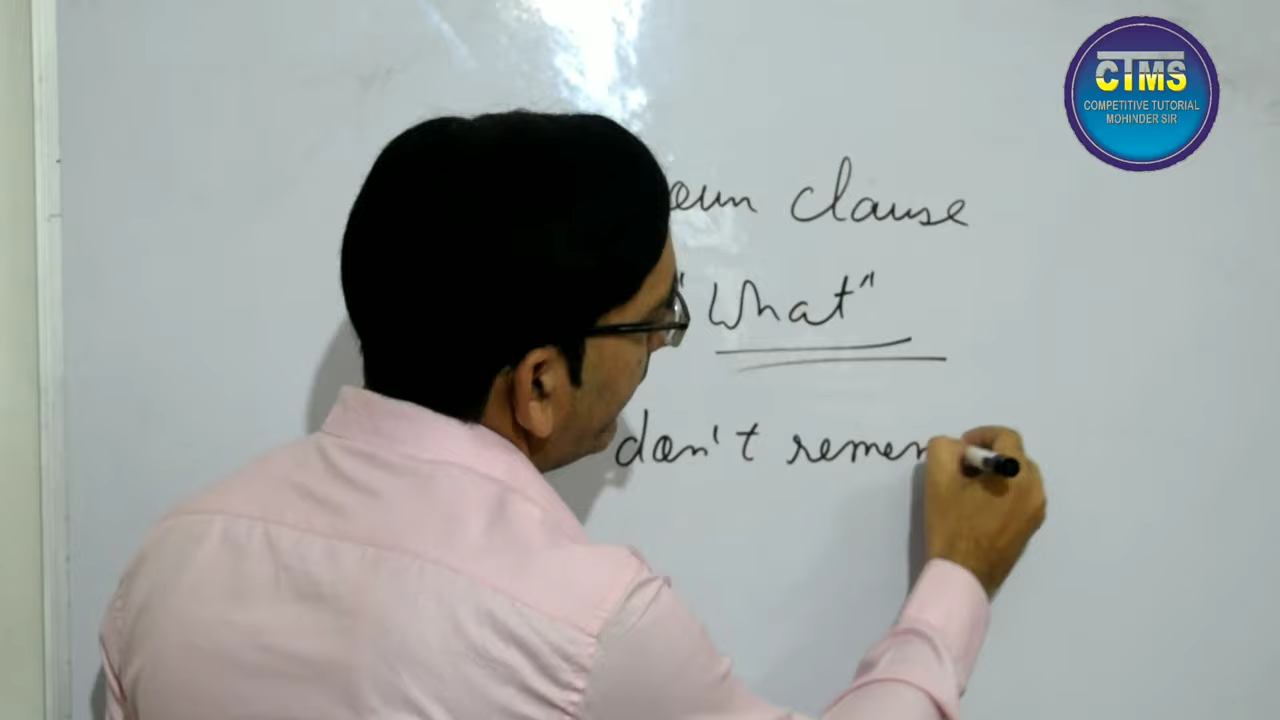 CTMS
COMPETITIVE TUTORIAL
MOHINDER SIR
oun clause
"What"
don't remem